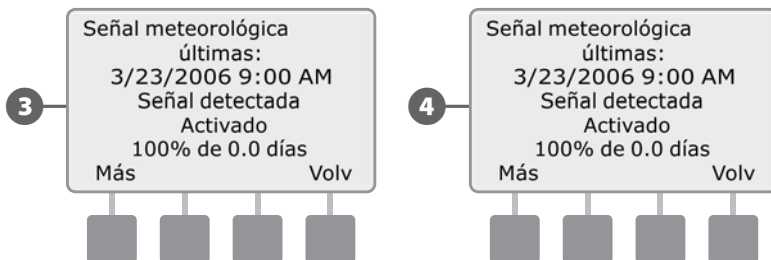 3
Señal meteorológica
últimas:
3/23/2006 9:00 AM
Señal detectada
Activado
100% de 0.0 días
Más Volv
4
Señal meteorológica
últimas:
3/23/2006 9:00 AM
Señal detectada
Activado
100% de 0.0 días
Más Volv